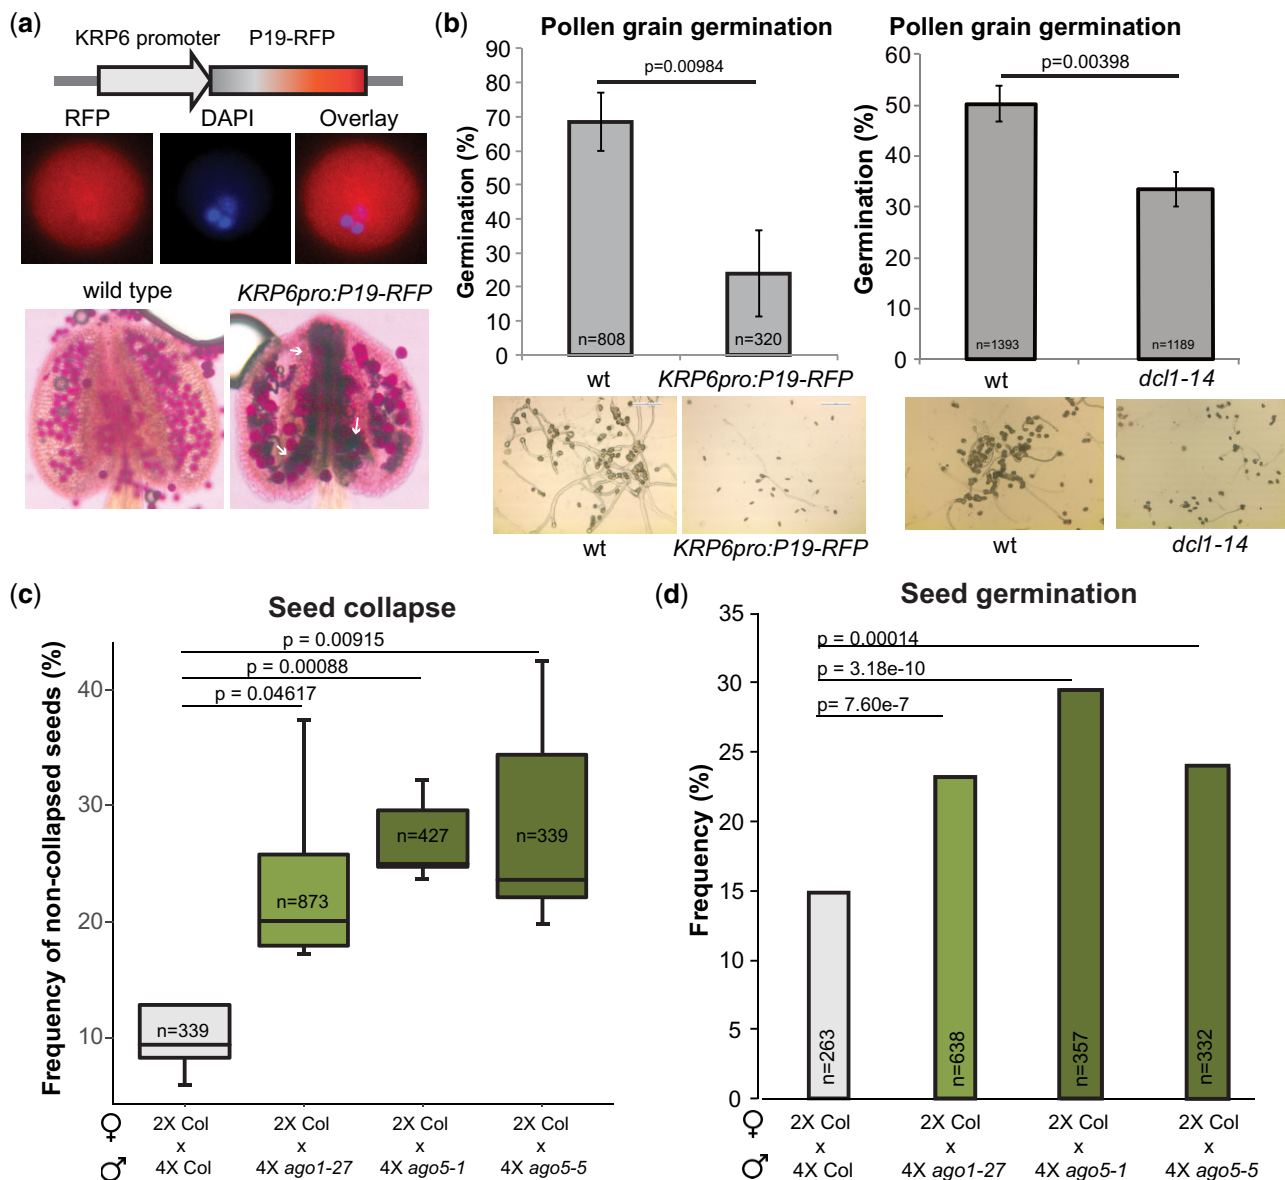 (a)
KRP6 promoter P19-RFP
RFP DAPI Overlay
wild type KRP6pro:P19-RFP
(b)
Pollen grain germination
Germination (%)
90
80
70
60
50
40
30
20
10
0
p=0.00984
n=808 n=320
wt KRP6pro:P19-RFP
wt KRP6pro:P19-RFP
Pollen grain germination
Germination (%)
60
50
40
30
20
10
0
p=0.00398
n=1393 n=1189
wt dcl1-14
wt dcl1-14
(c)
Seed collapse
Frequency of non-collapsed seeds (%)
40
30
20
10
p = 0.00915
p = 0.00088
p = 0.04617
n=339 n=873 n=427 n=339
♀ 2X Col 2X Col 2X Col 2X Col
x x x x
♂ 4X Col 4X ago1-27 4X ago5-1 4X ago5-5
(d)
Seed germination
Frequency (%)
35
30
25
20
15
10
5
0
p = 0.00014
p = 3.18e-10
p= 7.60e-7
n=263 n=638 n=357 n=332
♀ 2X Col 2X Col 2X Col 2X Col
x x x x
♂ 4X Col 4X ago1-27 4X ago5-1 4X ago5-5